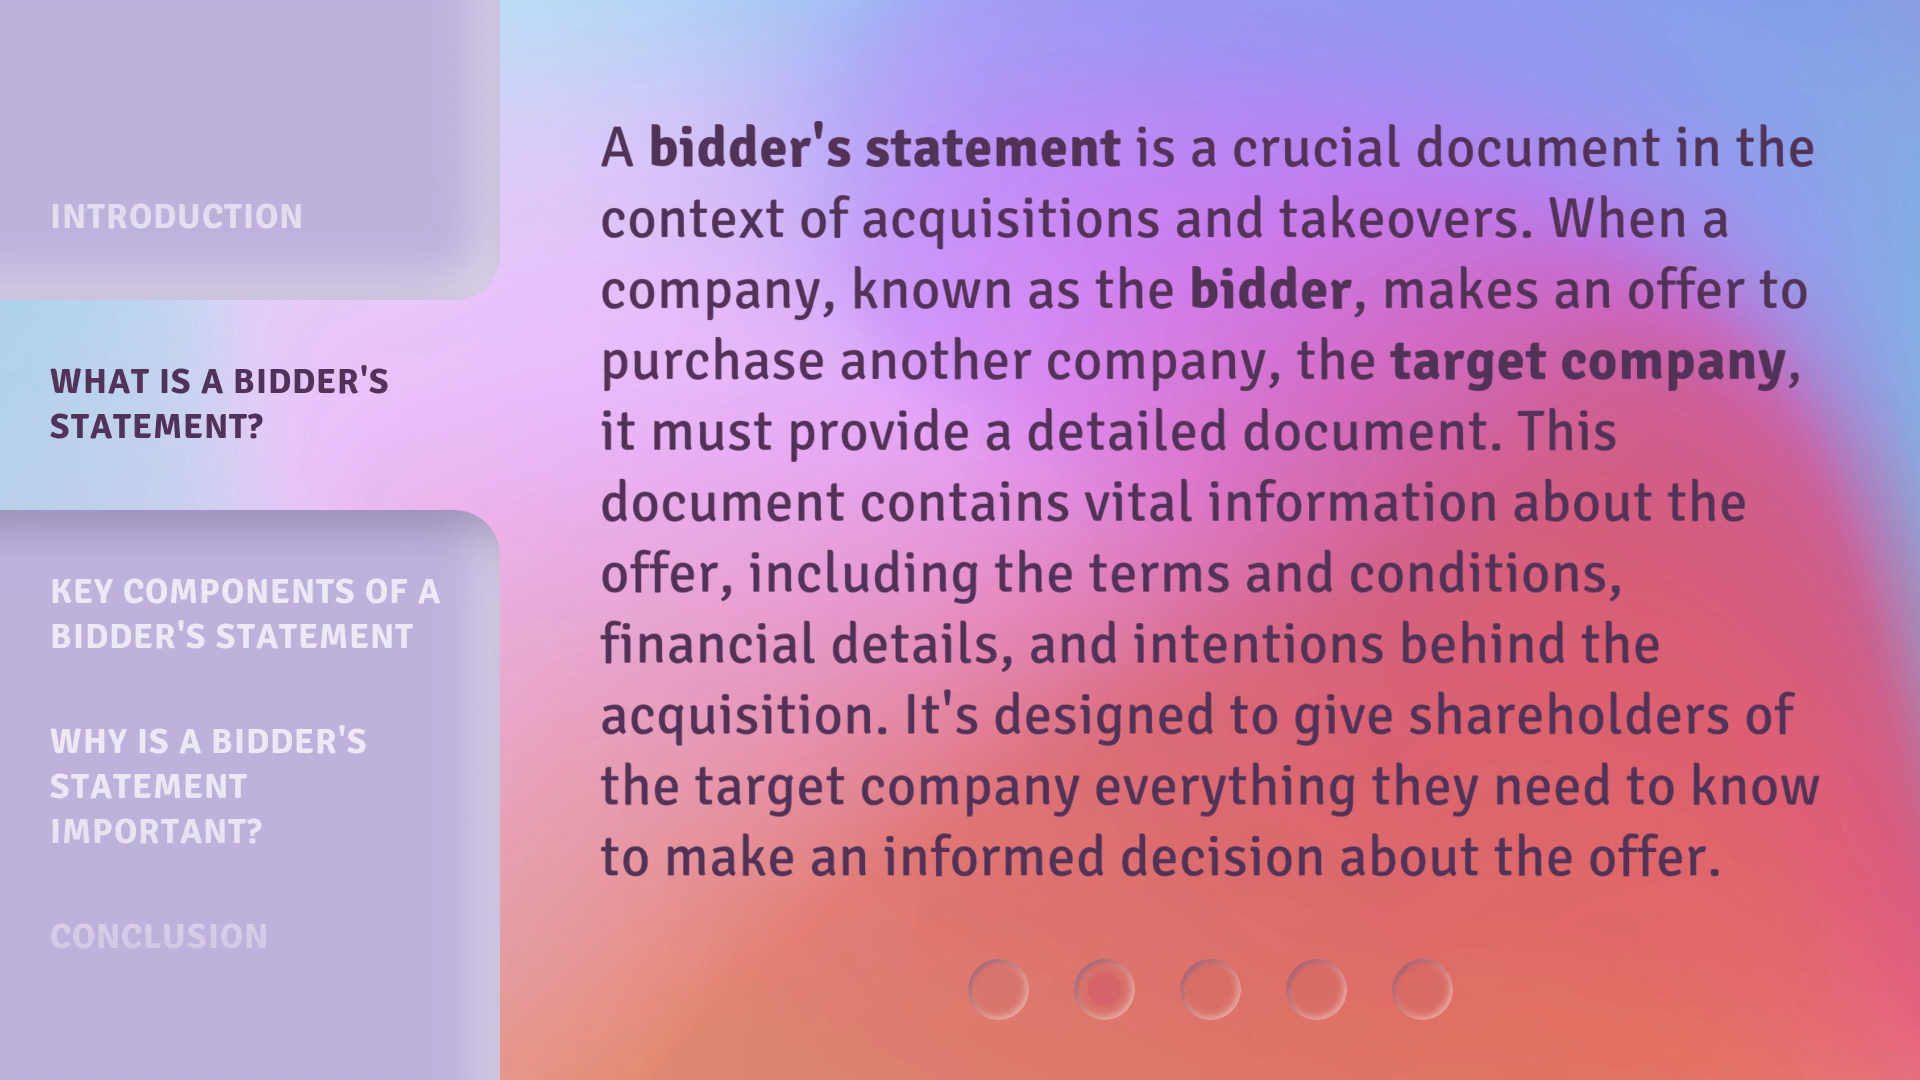 INTRODUCTION
WHAT IS A BIDDER'S
STATEMENT?
KEY COMPONENTS OF A
BIDDER'S STATEMENT
WHY IS A BIDDER'S
STATEMENT
IMPORTANT?
CONCLUSION
A bidder's statement is a crucial document in the
context of acquisitions and takeovers. When a
company, known as the bidder, makes an offer to
purchase another company, the target company,
it must provide a detailed document. This
document contains vital information about the
offer, including the terms and conditions,
financial details, and intentions behind the
acquisition. It's designed to give shareholders of
the target company everything they need to know
to make an informed decision about the offer.